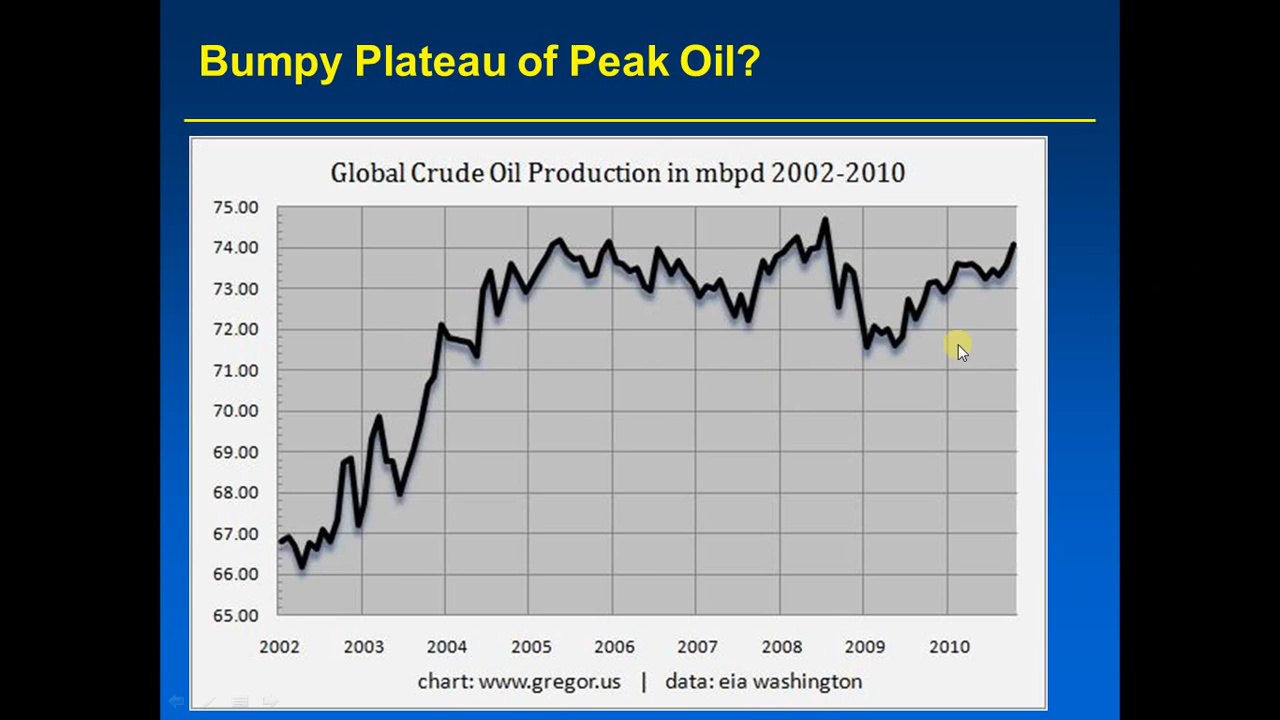 Bumpy Plateau of Peak Oil?
Global Crude Oil Production in mbpd 2002-2010
75.00
74.00
73.00
72.00
71.00
70.00
69.00
68.00
67.00
66.00
65.00
2002 2003 2004 2005 2006 2007 2008 2009 2010
chart: www.gregor.us | data: eia washington